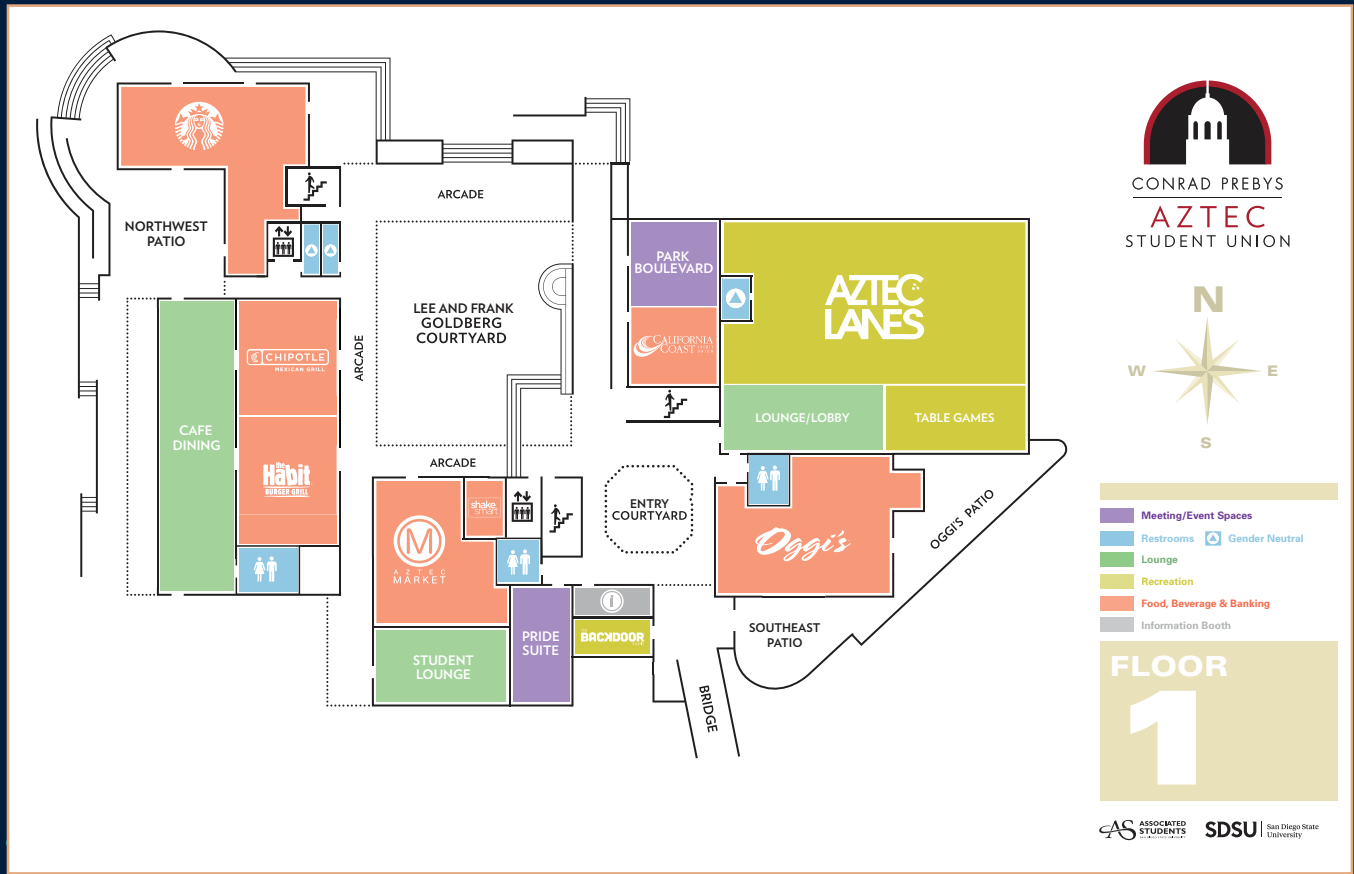 NORTHWEST
PATIO
ARCADE
LEE AND FRANK
GOLDBERG
COURTYARD
ARCADE
ARCADE
CHIPOTLE
MEXICAN GRILL
CAFE
DINING
the
Habit
BURGER GRILL
M
AZTEC
MARKET
shake
smart
STUDENT
LOUNGE
PRIDE
SUITE
i
BACKDOOR
PARK
BOULEVARD
CALIFORNIA
COAST
AZTEC
LANES
LOUNGE/LOBBY
TABLE GAMES
ENTRY
COURTYARD
Oggi's
OGGI'S PATIO
SOUTHEAST
PATIO
BRIDGE
CONRAD PREBYS
AZTEC
STUDENT UNION
N
W
E
S
Meeting/Event Spaces
Restrooms
Gender Neutral
Lounge
Recreation
Food, Beverage & Banking
Information Booth
FLOOR
1
AS
ASSOCIATED
STUDENTS
SDSU
San Diego State
University